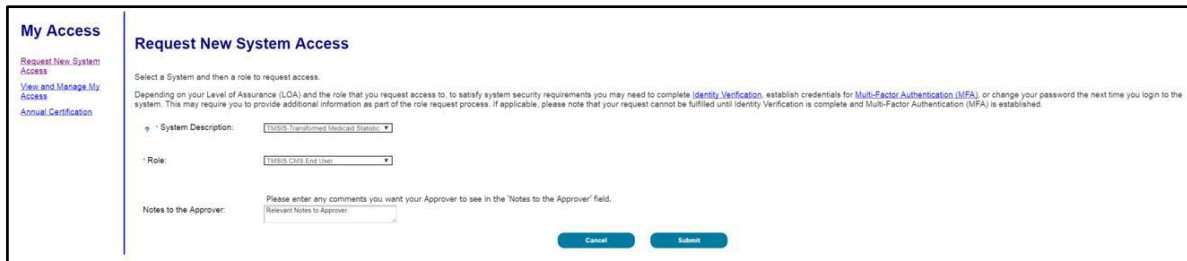 My Access
Request New System
Access
View and Manage My
Access
Annual Certification
Request New System Access
Select a System and then a role to request access.
Depending on your Level of Assurance (LOA) and the role that you request access to, to satisfy system security requirements you may need to complete Identity Verification, establish credentials for Multi-Factor Authentication (MFA), or change your password the next time you login to the
system. This may require you to provide additional information as part of the role request process. If applicable, please note that your request cannot be fulfilled until Identity Verification is complete and Multi-Factor Authentication (MFA) is established.
? * System Description: TMSIS-Transformed Medicaid Statistic ▼
* Role: TMSIS CMS End User ▼
Please enter any comments you want your Approver to see in the 'Notes to the Approver' field.
Notes to the Approver: Relevant Notes to Approver.
Cancel Submit